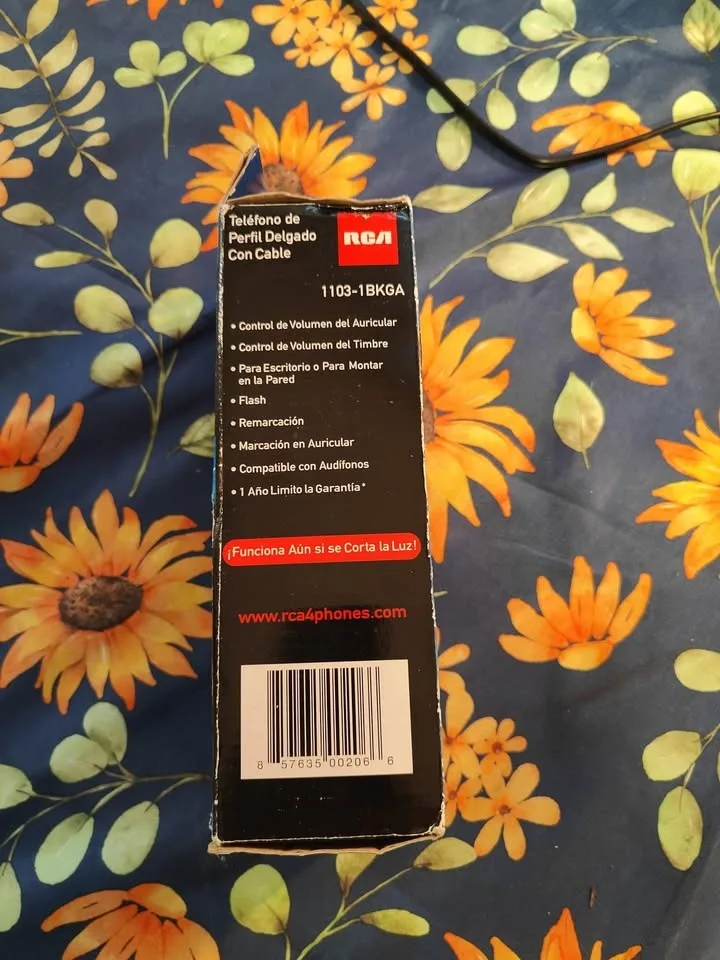 Teléfono de
Perfil Delgado
Con Cable
RCA
1103-1BKGA
• Control de Volumen del Auricular
• Control de Volumen del Timbre
• Para Escritorio o Para Montar
en la Pared
• Flash
• Remarcación
• Marcación en Auricular
• Compatible con Audífonos
• 1 Año Limito la Garantía*
¡Funciona Aún si se Corta la Luz!
www.rca4phones.com
8 57635 00206 6